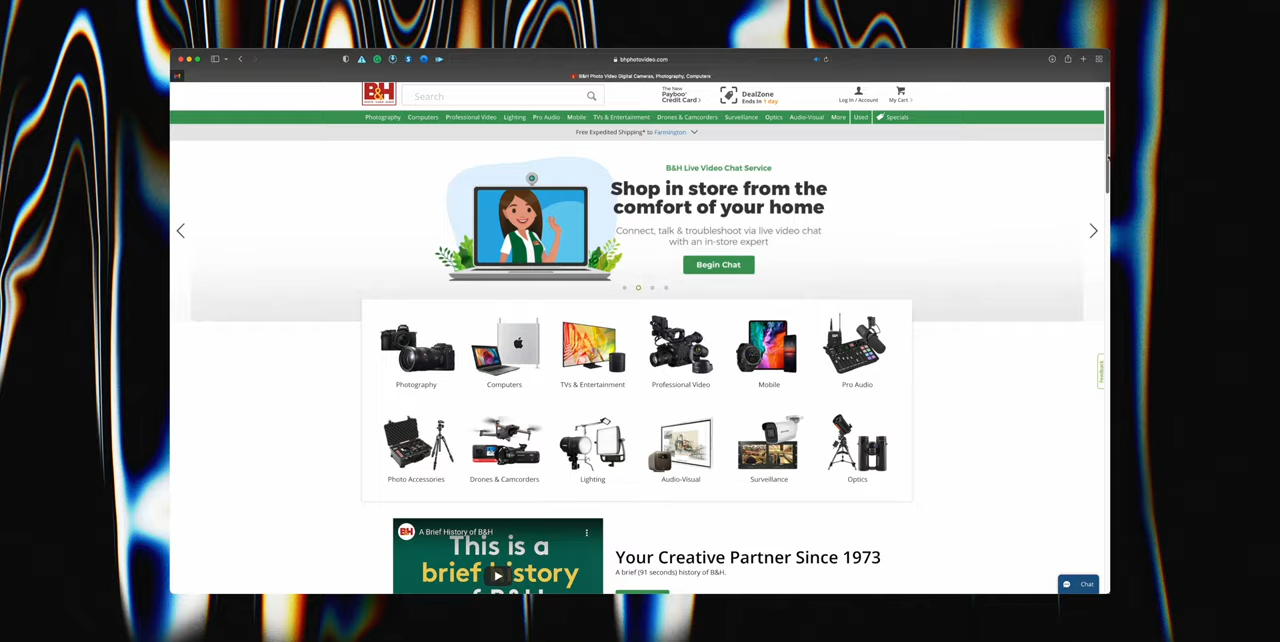 bhphotovideo.com
B&H Photo Video Digital Cameras, Photography, Computers
B&H
Search
The New
Payboo®
Credit Card >
DealZone
Ends In 1 day
Log In / Account
My Cart >
Photography Computers Professional Video Lighting Pro Audio Mobile TVs & Entertainment Drones & Camcorders Surveillance Optics Audio-Visual More Used Specials
Free Expedited Shipping* to Farmington
B&H Live Video Chat Service
Shop in store from the
comfort of your home
Connect, talk & troubleshoot via live video chat
with an in-store expert
Begin Chat
Feedback
Photography
Computers
TVs & Entertainment
Professional Video
Mobile
Pro Audio
Photo Accessories
Drones & Camcorders
Lighting
Audio-Visual
Surveillance
Optics
B&H A Brief History of B&H
This is a
brief history
of B&H
Your Creative Partner Since 1973
A brief (91 seconds) history of B&H.
Chat